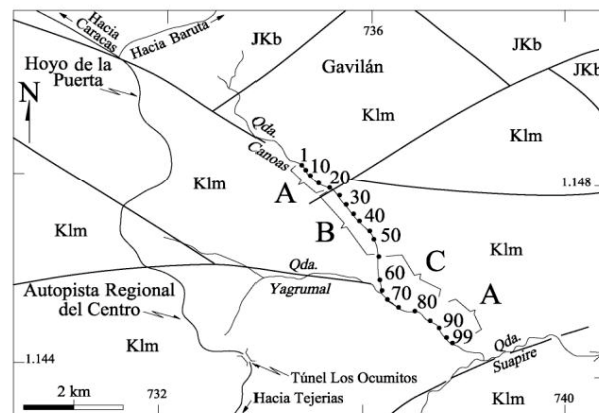 Hacia
Caracas
Hacia Baruta
736
JKb
JKb
Hoyo de la
Puerta
Gavilán
JKb
N
Klm
Klm
Qda.
Canoas
1
10
Klm
20
A
30
1.148
40
B
50
Klm
Klm
Qda.
Yagrumal
60
C
70
80
A
Autopista Regional
del Centro
90
99
Qda.
Suapire
1.144
Klm
Túnel Los Ocumitos
2 km
732
Hacia Tejerias
Klm
740